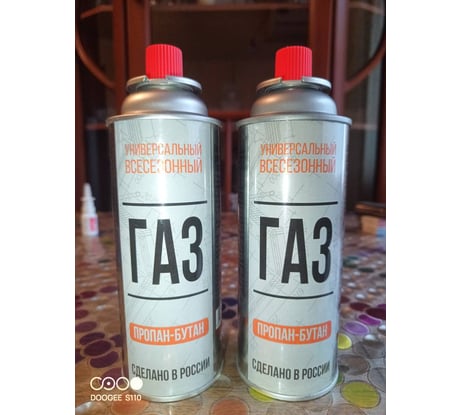 УНИВЕРСАЛЬНЫЙ
ВСЕСЕЗОННЫЙ
ГАЗ
ПРОПАН-БУТАН
СДЕЛАНО В РОССИИ
УНИВЕРСАЛЬНЫЙ
ВСЕСЕЗОННЫЙ
ГАЗ
ПРОПАН-БУТАН
СДЕЛАНО В РОССИИ
DOOGEE S110